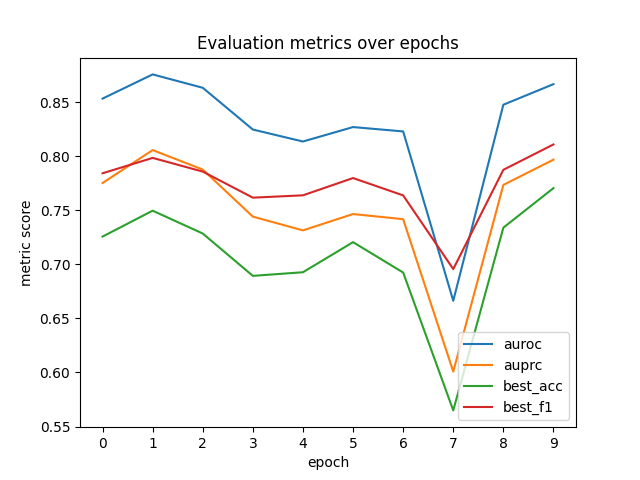 Evaluation metrics over epochs
metric score
0.85
0.80
0.75
0.70
0.65
0.60
0.55
0 1 2 3 4 5 6 7 8 9
epoch
auroc
auprc
best_acc
best_f1